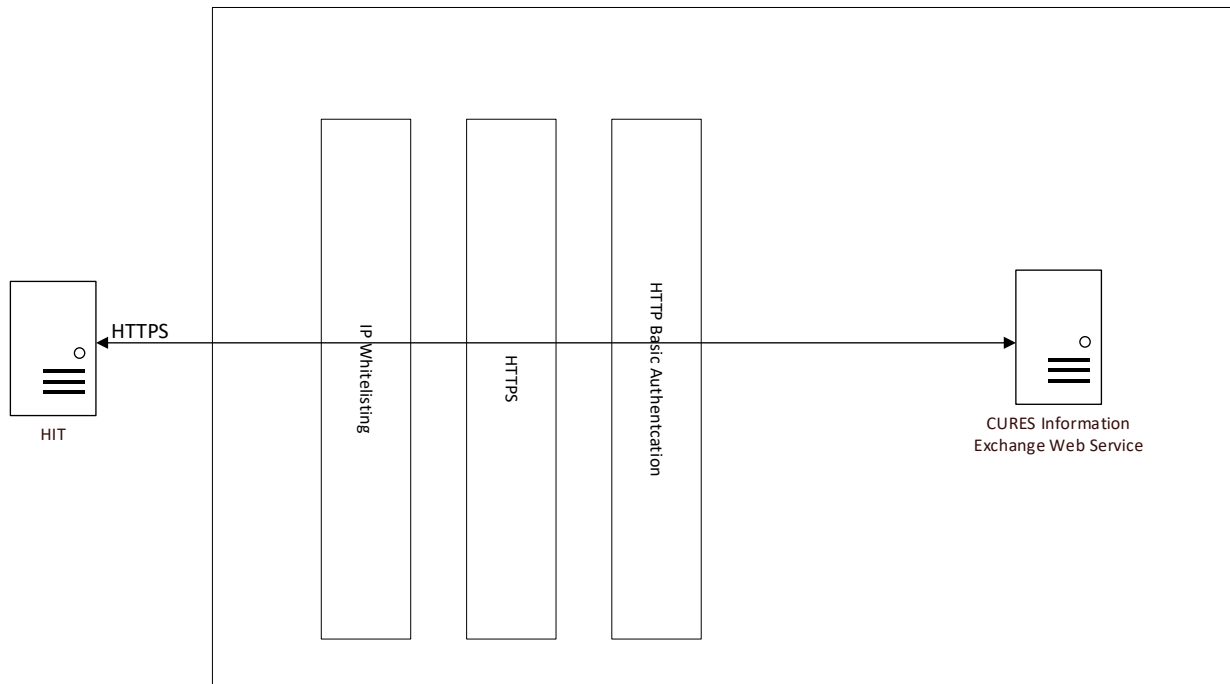 HTTPS
HIT
IP Whitelisting
HTTPS
HTTP Basic Authentcation
CURES Information
Exchange Web Service